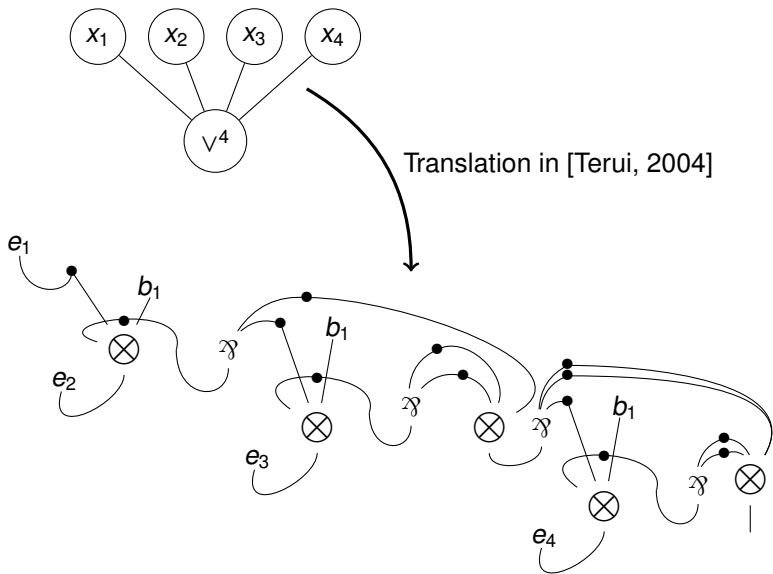 x₁ x₂ x₃ x₄
∨⁴
Translation in [Terui, 2004]
e₁
b₁
⊗
e₂
⅋
b₁
⊗
e₃
⅋
⊗
⅋
b₁
⊗
e₄
⅋
⊗